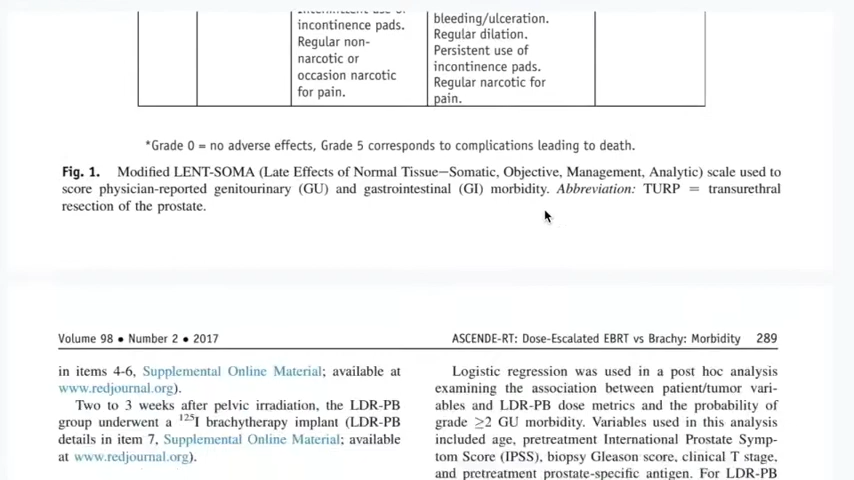 incontinence pads.
Regular non-
narcotic or
occasion narcotic
for pain.
bleeding/ulceration.
Regular dilation.
Persistent use of
incontinence pads.
Regular narcotic for
pain.
*Grade 0 = no adverse effects, Grade 5 corresponds to complications leading to death.
Fig. 1. Modified LENT-SOMA (Late Effects of Normal Tissue—Somatic, Objective, Management, Analytic) scale used to
score physician-reported genitourinary (GU) and gastrointestinal (GI) morbidity. Abbreviation: TURP = transurethral
resection of the prostate.
Volume 98 • Number 2 • 2017
ASCENDE-RT: Dose-Escalated EBRT vs Brachy: Morbidity 289
in items 4-6, Supplemental Online Material; available at
www.redjournal.org).
Two to 3 weeks after pelvic irradiation, the LDR-PB
group underwent a ¹²⁵I brachytherapy implant (LDR-PB
details in item 7, Supplemental Online Material; available
at www.redjournal.org).
Logistic regression was used in a post hoc analysis
examining the association between patient/tumor vari-
ables and LDR-PB dose metrics and the probability of
grade ≥2 GU morbidity. Variables used in this analysis
included age, pretreatment International Prostate Symp-
tom Score (IPSS), biopsy Gleason score, clinical T stage,
and pretreatment prostate-specific antigen. For LDR-PB